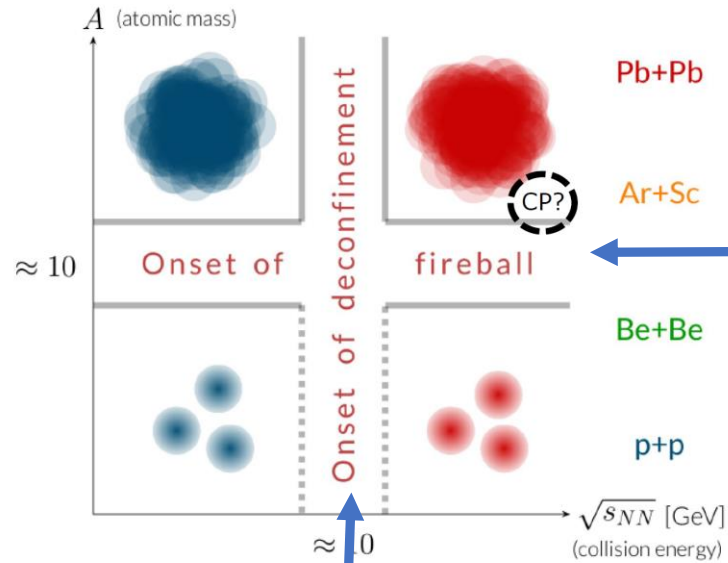 A (atomic mass)
Pb+Pb
CP?
Ar+Sc
≈ 10
Onset of fireball
Onset of deconfinement
Be+Be
p+p
√sNN [GeV]
≈ 10
(collision energy)